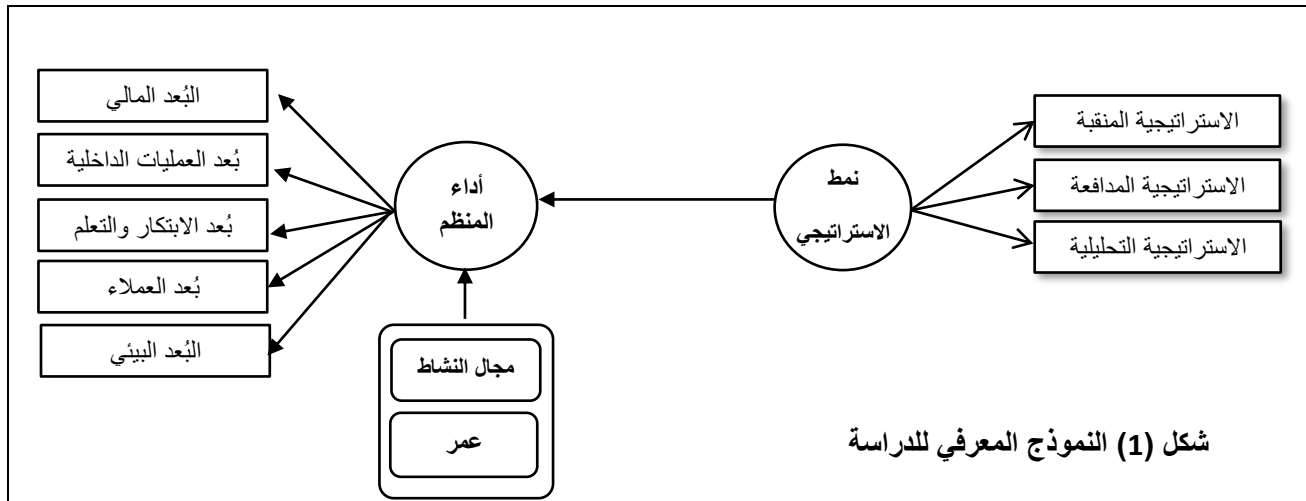 الاستراتيجية المنقبة
الاستراتيجية المدافعة
الاستراتيجية التحليلية
نمط
الاستراتيجي
أداء
المنظم
البُعد المالي
بُعد العمليات الداخلية
بُعد الابتكار والتعلم
بُعد العملاء
البُعد البيئي
مجال النشاط
عمر
شكل (1) النموذج المعرفي للدراسة